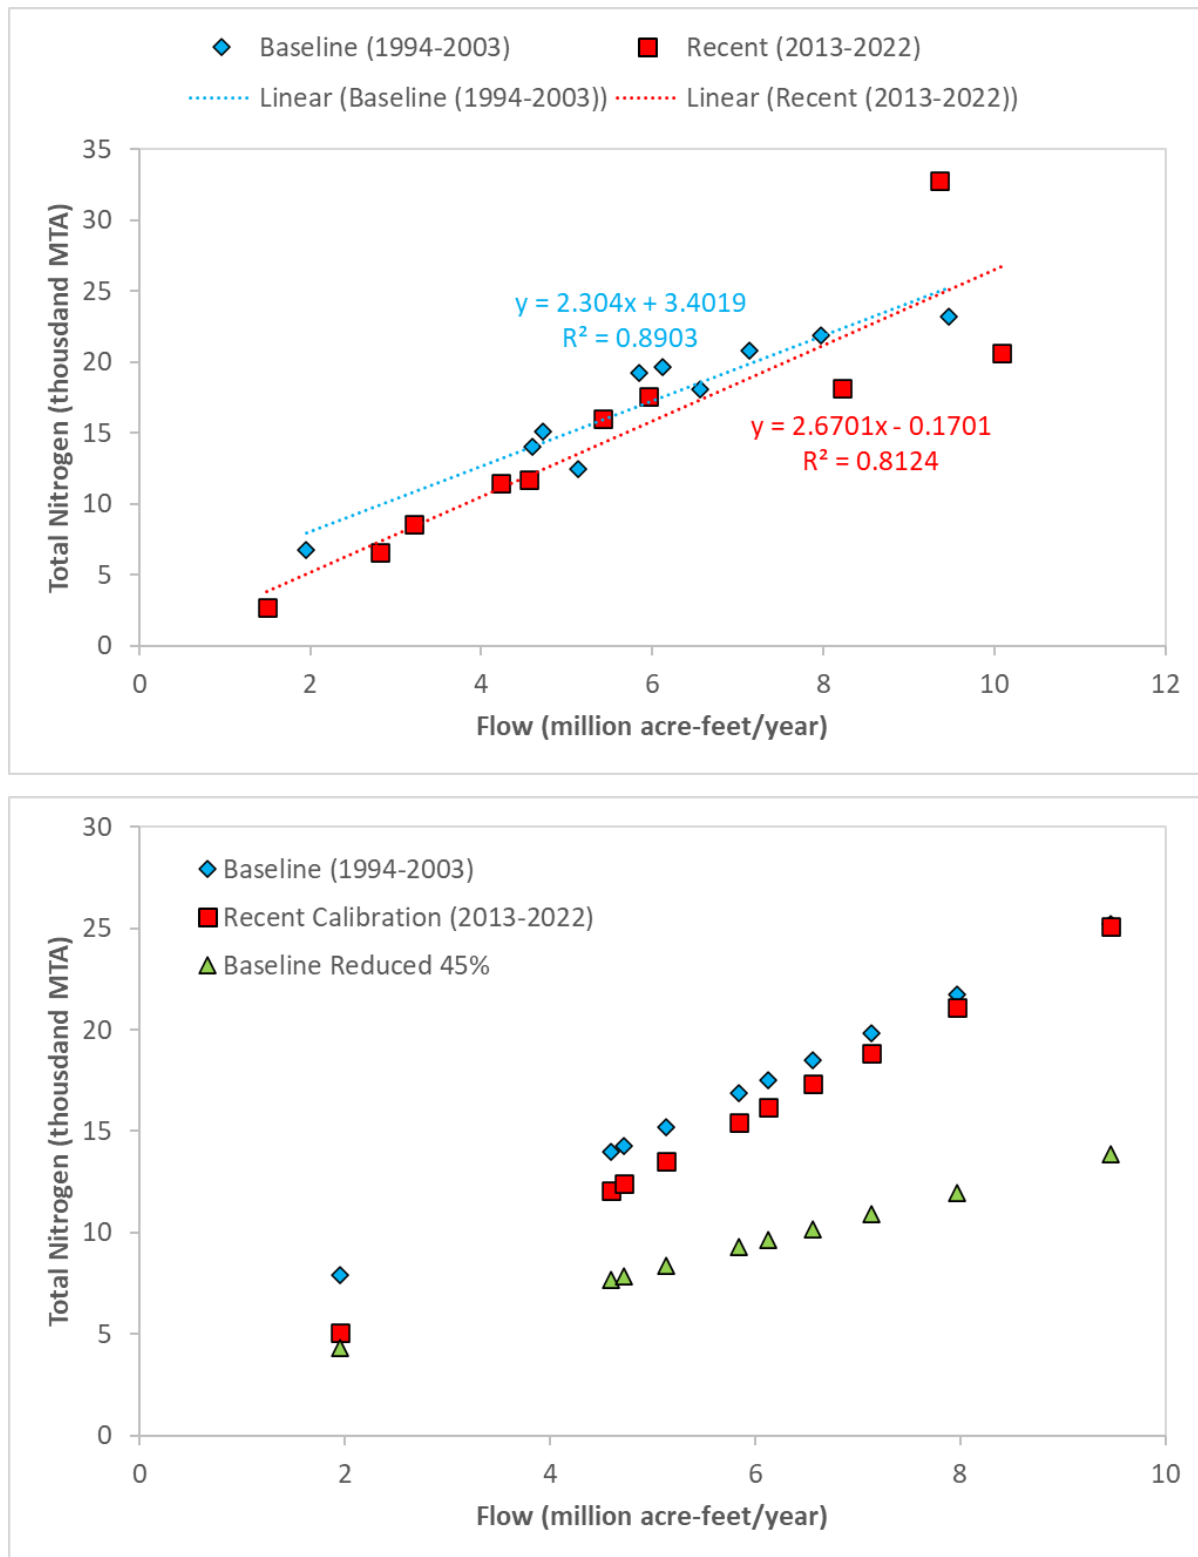 Baseline (1994-2003) Recent (2013-2022)
Linear (Baseline (1994-2003)) Linear (Recent (2013-2022))
35
30
25
20
15
10
5
0
Total Nitrogen (thousdand MTA)
y = 2.304x + 3.4019
R² = 0.8903
y = 2.6701x - 0.1701
R² = 0.8124
0 2 4 6 8 10 12
Flow (million acre-feet/year)
30
25
20
15
10
5
0
Total Nitrogen (thousdand MTA)
Baseline (1994-2003)
Recent Calibration (2013-2022)
Baseline Reduced 45%
0 2 4 6 8 10
Flow (million acre-feet/year)